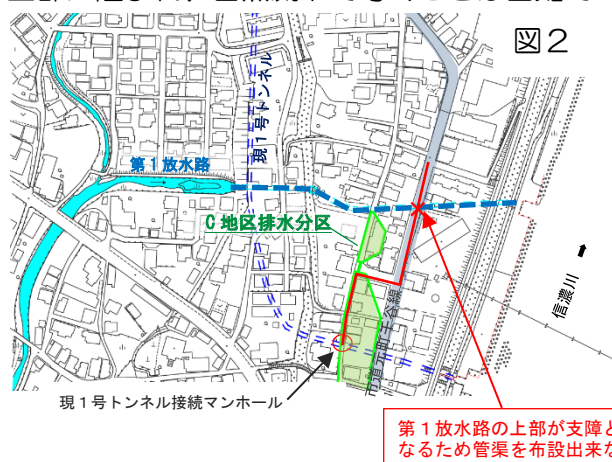 図２
現１号トンネル
第１放水路
Ｃ地区排水分区
信濃川
現１号トンネル接続マンホール
第１放水路の上部が支障と
なるため管渠を布設出来な